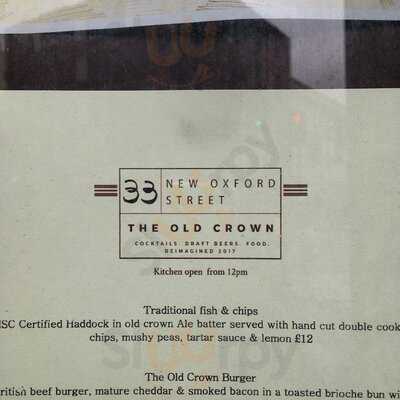 33 NEW OXFORD
STREET
THE OLD CROWN
COCKTAILS. DRAFT BEERS. FOOD.
REIMAGINED 2017
Kitchen open from 12pm
Traditional fish & chips
ISC Certified Haddock in old crown Ale batter served with hand cut double cook
chips, mushy peas, tartar sauce & lemon £12
The Old Crown Burger
ritish beef burger, mature cheddar & smoked bacon in a toasted brioche bun wi